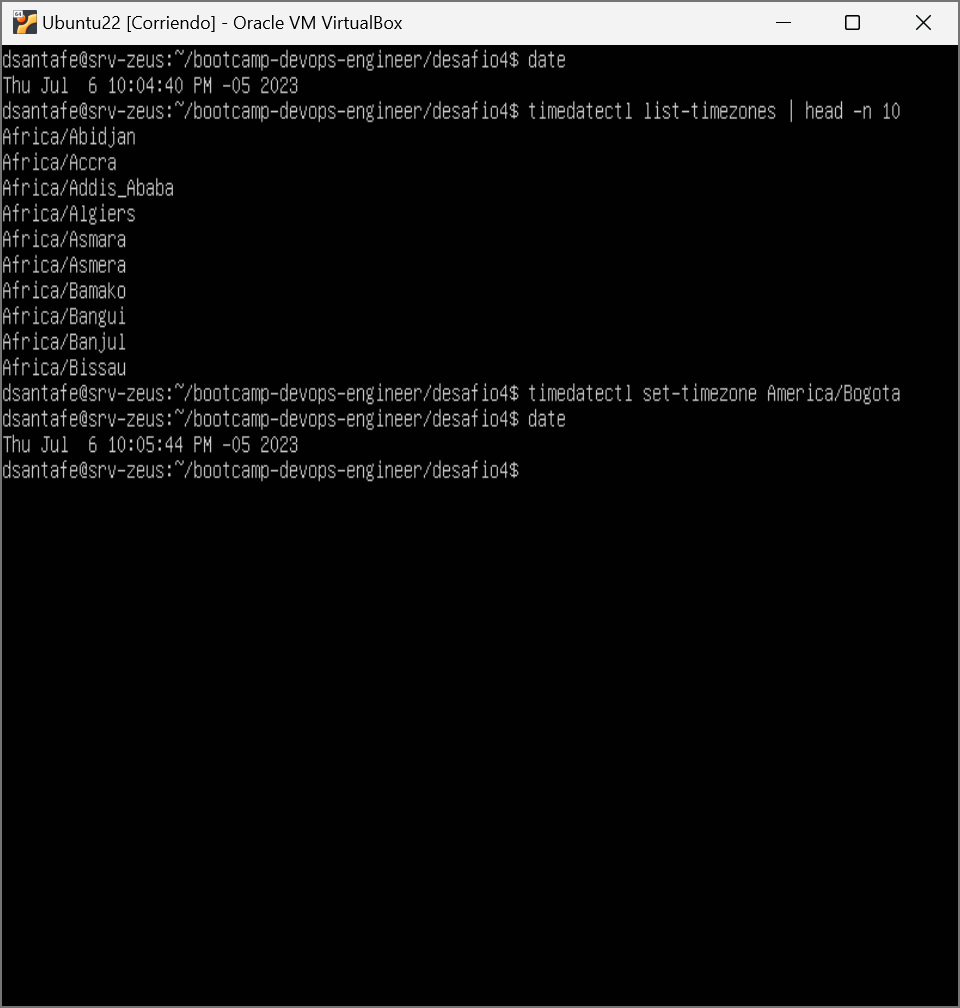 Ubuntu22 [Corriendo] - Oracle VM VirtualBox
dsantafe@srv-zeus:~/bootcamp-devops-engineer/desafio4$ date
Thu Jul  6 10:04:40 PM -05 2023
dsantafe@srv-zeus:~/bootcamp-devops-engineer/desafio4$ timedatectl list-timezones | head -n 10
Africa/Abidjan
Africa/Accra
Africa/Addis_Ababa
Africa/Algiers
Africa/Asmara
Africa/Asmera
Africa/Bamako
Africa/Bangui
Africa/Banjul
Africa/Bissau
dsantafe@srv-zeus:~/bootcamp-devops-engineer/desafio4$ timedatectl set-timezone America/Bogota
dsantafe@srv-zeus:~/bootcamp-devops-engineer/desafio4$ date
Thu Jul  6 10:05:44 PM -05 2023
dsantafe@srv-zeus:~/bootcamp-devops-engineer/desafio4$